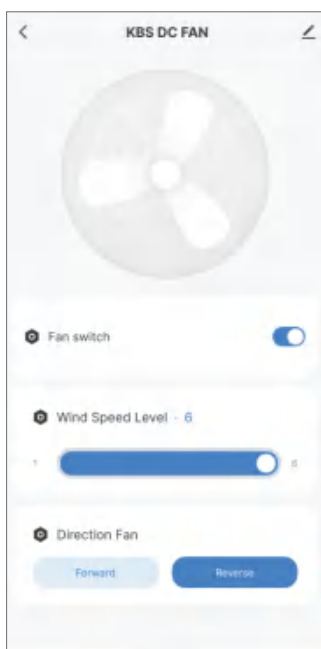 KBS DC FAN
Fan switch
Wind Speed Level - 6
1 6
Direction Fan
Forward Reverse